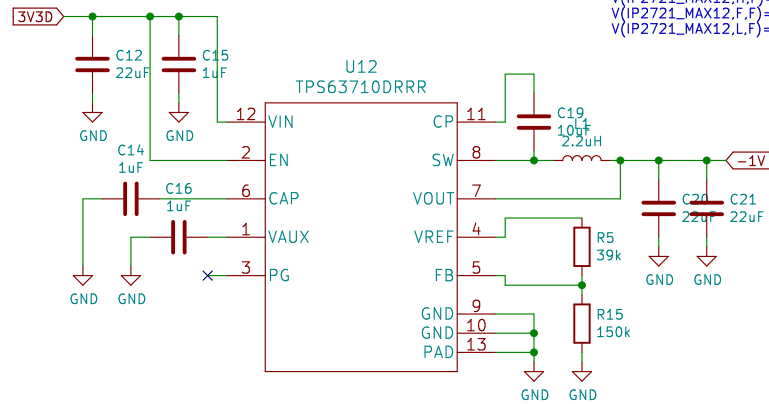 V(IP2721_MAX12,H,F)=
V(IP2721_MAX12,F,F)=
V(IP2721_MAX12,L,F)=
3V3D
C12
22uF
C15
1uF
GND
GND
U12
TPS63710DRRR
12
VIN
2
EN
6
CAP
1
VAUX
3
PG
11
CP
8
SW
7
VOUT
4
VREF
5
FB
9
GND
10
GND
13
PAD
C14
1uF
C16
1uF
GND
GND
C19
10uF
L1
2.2uH
-1V
C20
22uF
C21
22uF
GND
GND
R5
39k
R15
150k
GND
GND